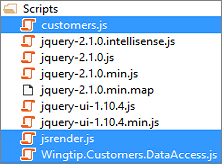 Scripts
customers.js
jquery-2.1.0.intellisense.js
jquery-2.1.0.js
jquery-2.1.0.min.js
jquery-2.1.0.min.map
jquery-ui-1.10.4.js
jquery-ui-1.10.4.min.js
jsrender.js
Wingtip.Customers.DataAccess.js